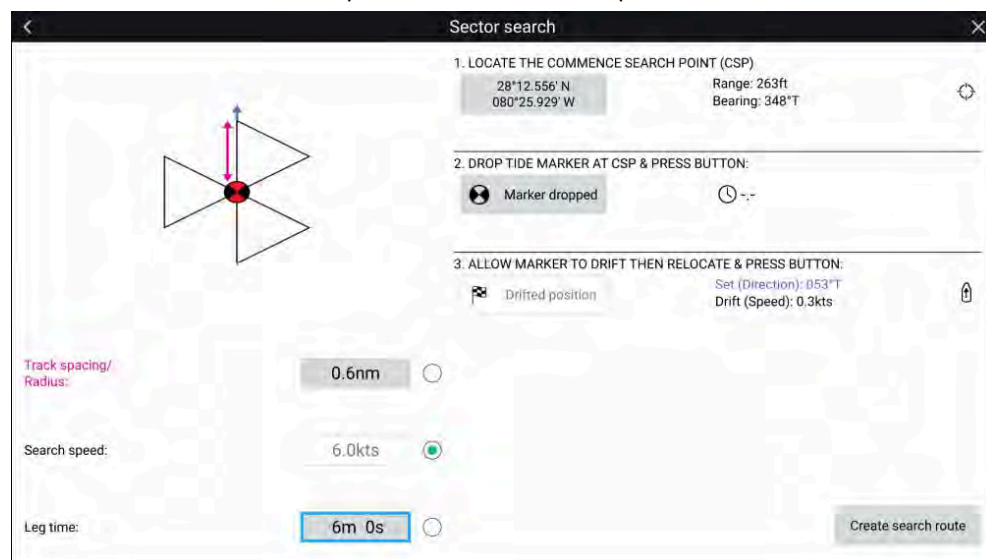 Sector search
1. LOCATE THE COMMENCE SEARCH POINT (CSP)
28°12.556' N
080°25.929' W
Range: 263ft
Bearing: 348°T
2. DROP TIDE MARKER AT CSP & PRESS BUTTON:
Marker dropped
-.-
3. ALLOW MARKER TO DRIFT THEN RELOCATE & PRESS BUTTON:
Drifted position
Set (Direction): 053°T
Drift (Speed): 0.3kts
Track spacing/
Radius:
0.6nm
Search speed:
6.0kts
Leg time:
6m 0s
Create search route